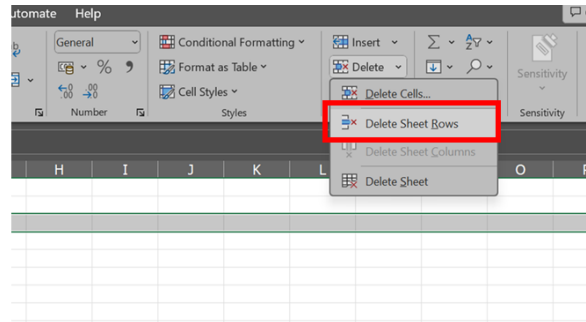 utomate Help
General
Conditional Formatting
Insert
Format as Table
Delete
Cell Styles
Sensitivity
Number
Styles
Sensitivity
Delete Cells...
Delete Sheet Rows
Delete Sheet Columns
Delete Sheet
H I J K L O